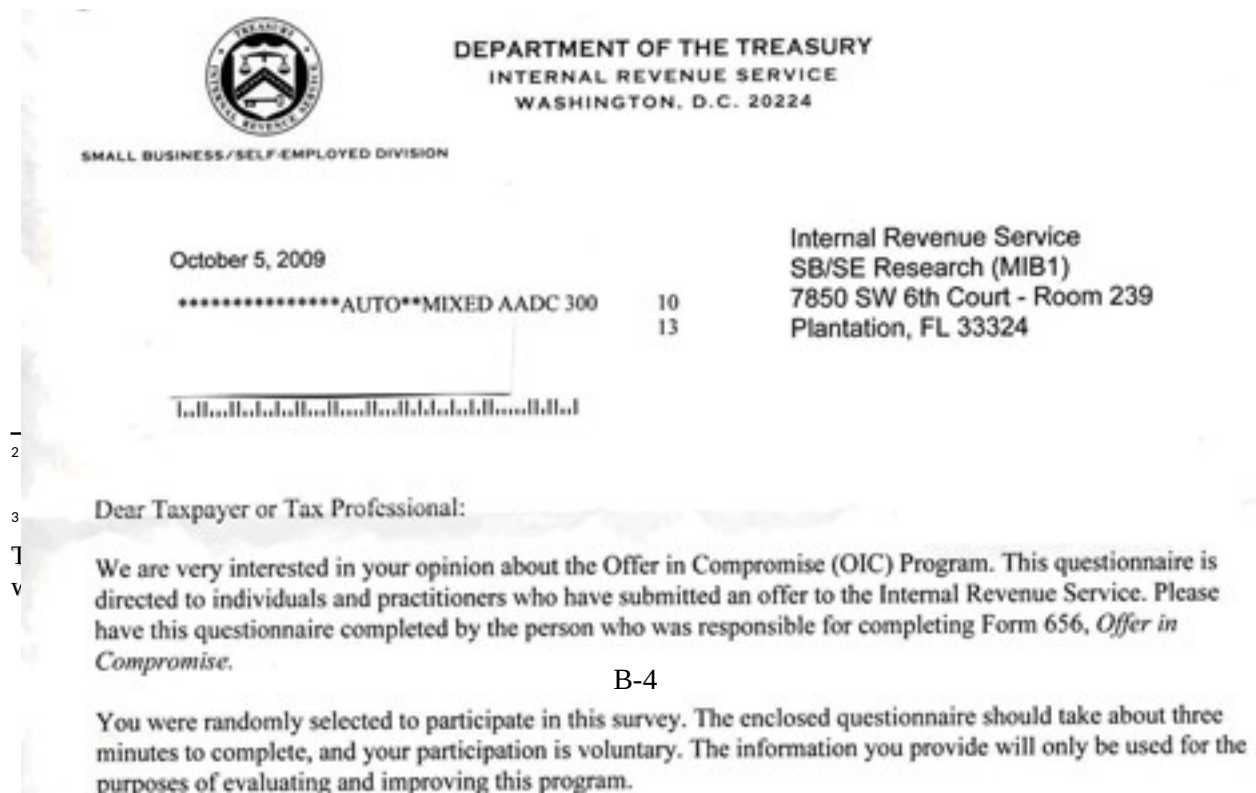 DEPARTMENT OF THE TREASURY
INTERNAL REVENUE SERVICE
WASHINGTON, D.C. 20224
TREASURY
INTERNAL REVENUE SERVICE
SMALL BUSINESS/SELF-EMPLOYED DIVISION
Internal Revenue Service
SB/SE Research (MIB1)
7850 SW 6th Court - Room 239
Plantation, FL 33324
October 5, 2009
***************AUTO**MIXED AADC 300 10
13
2
3
Dear Taxpayer or Tax Professional:
We are very interested in your opinion about the Offer in Compromise (OIC) Program. This questionnaire is
directed to individuals and practitioners who have submitted an offer to the Internal Revenue Service. Please
have this questionnaire completed by the person who was responsible for completing Form 656, Offer in
Compromise.
B-4
You were randomly selected to participate in this survey. The enclosed questionnaire should take about three
minutes to complete, and your participation is voluntary. The information you provide will only be used for the
purposes of evaluating and improving this program.